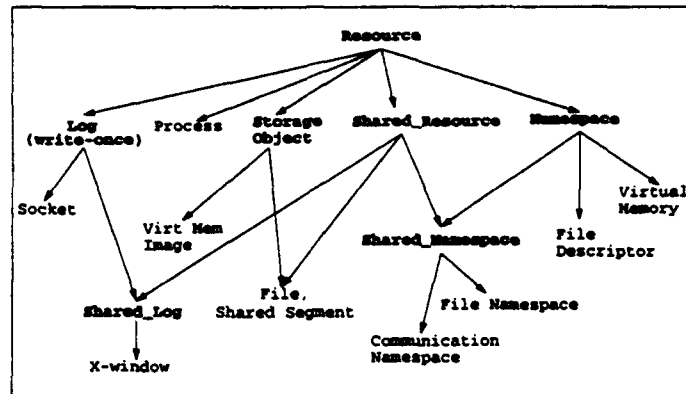 Resource
Log
(write-once)
Process
Storage
Object
Shared_Resource
Namespace
Socket
Virt Mem
Image
Shared_Namespace
File
Descriptor
Virtual
Memory
Shared_Log
File,
Shared Segment
File Namespace
Communication
Namespace
X-window